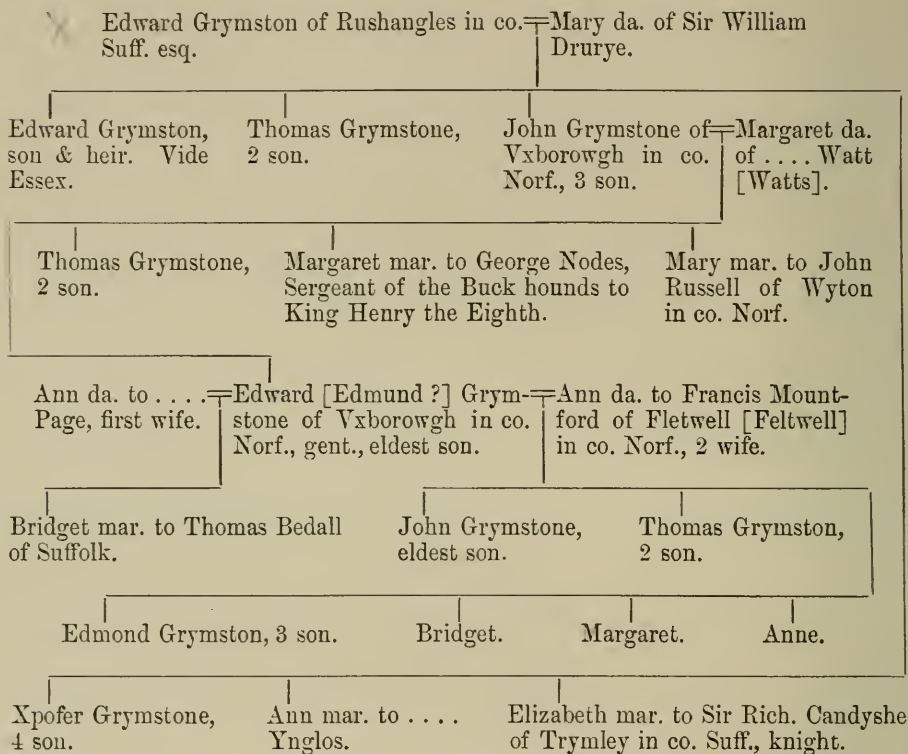 Edward Grymston of Rushangles in co. Suff. esq.
Mary da. of Sir William Drurye.
Edward Grymston,
son & heir. Vide
Essex.
Thomas Grymstone,
2 son.
John Grymstone of
Vxborowgh in co.
Norf., 3 son.
Margaret da.
of .... Watt
[Watts].
Thomas Grymstone,
2 son.
Margaret mar. to George Nodes,
Sergeant of the Buck hounds to
King Henry the Eighth.
Mary mar. to John
Russell of Wyton
in co. Norf.
Ann da. to ....
Page, first wife.
Edward [Edmund ?] Grym-
stone of Vxborowgh in co.
Norf., gent., eldest son.
Ann da. to Francis Mount-
ford of Fletwell [Feltwell]
in co. Norf., 2 wife.
Bridget mar. to Thomas Bedall
of Suffolk.
John Grymstone,
eldest son.
Thomas Grymston,
2 son.
Edmond Grymston, 3 son.
Bridget.
Margaret.
Anne.
Xpofer Grymstone,
4 son.
Ann mar. to ....
Ynglos.
Elizabeth mar. to Sir Rich. Candyshe
of Trymley in co. Suff., knight.